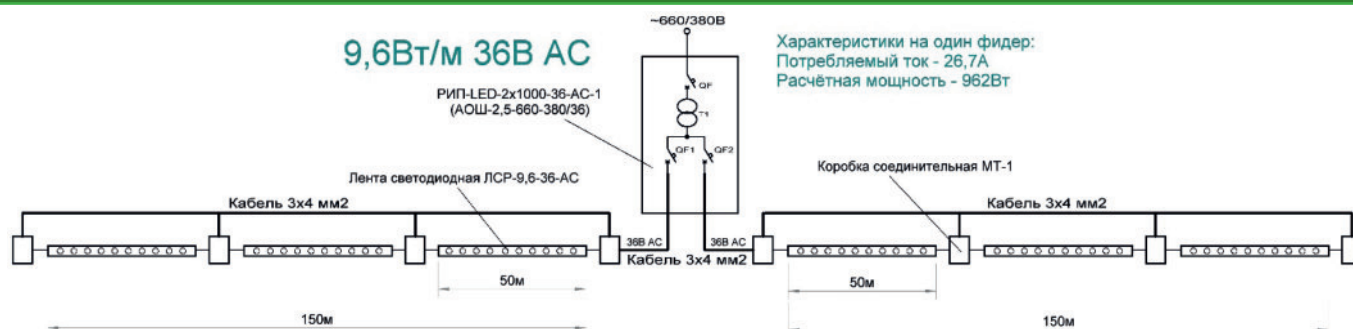 ~660/380В
9,6Вт/м 36В АС
Характеристики на один фидер:
Потребляемый ток - 26,7А
Расчётная мощность - 962Вт
РИП-LED-2x1000-36-АС-1
(АОШ-2,5-660-380/36)
QF
T1
QF1
QF2
Лента светодиодная ЛСР-9,6-36-АС
Коробка соединительная МТ-1
Кабель 3х4 мм2
Кабель 3х4 мм2
36В АС
36В АС
Кабель 3х4 мм2
50м
50м
150м
150м